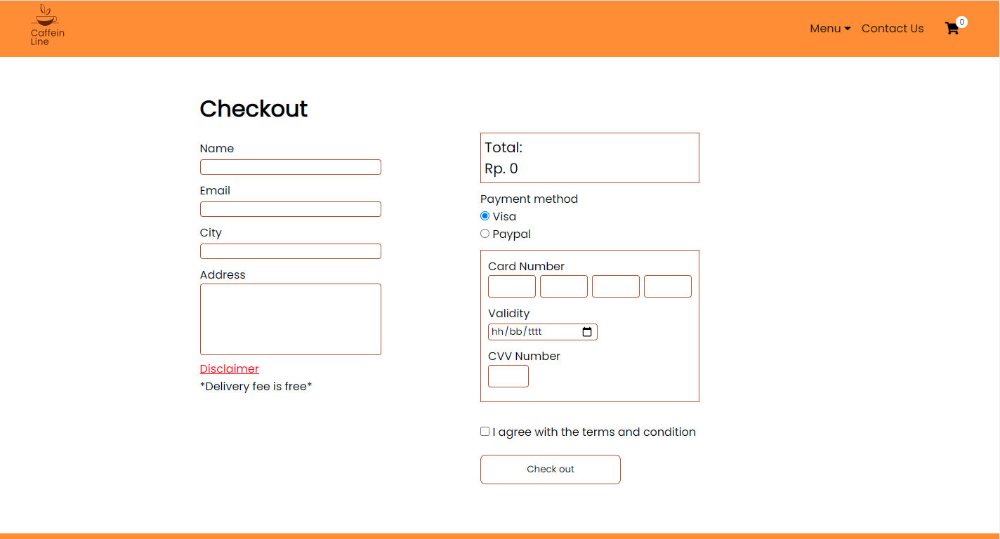 Caffein
Line
Menu
Contact Us
0
Checkout
Name
Email
City
Address
Disclaimer
*Delivery fee is free*
Total:
Rp. 0
Payment method
Visa
Paypal
Card Number
Validity
hh/bb/tttt
CVV Number
I agree with the terms and condition
Check out